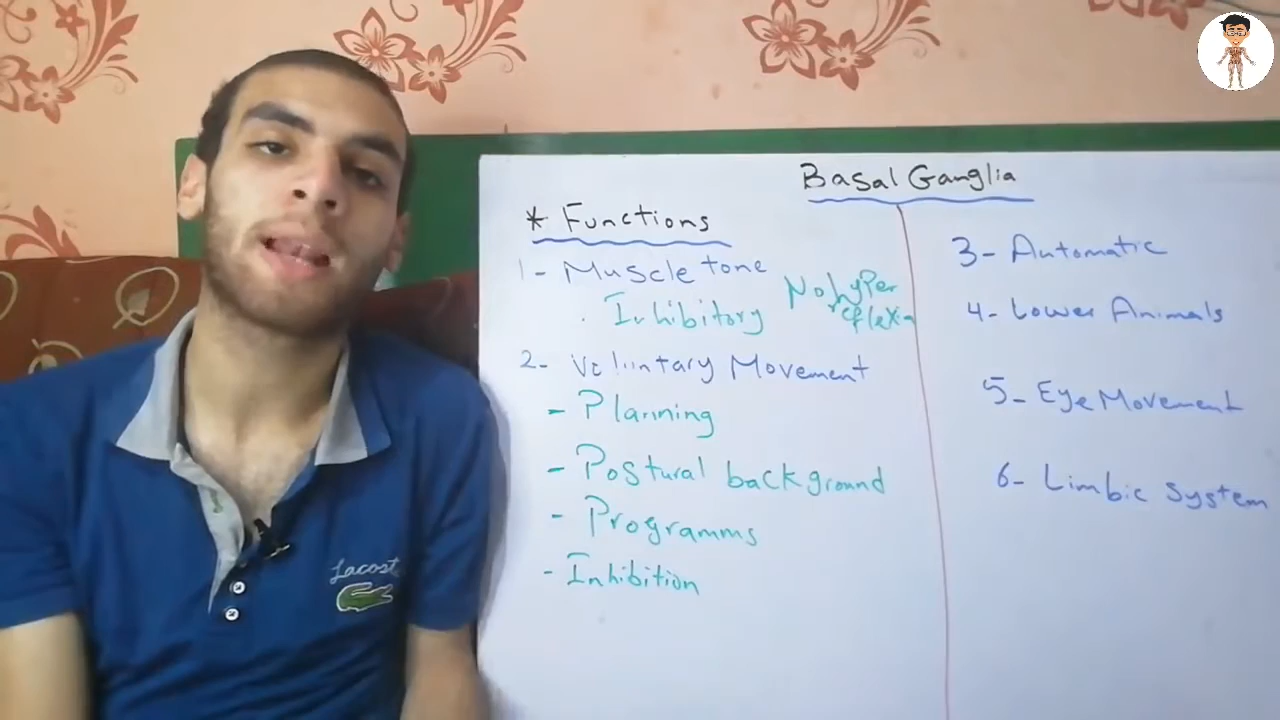 Basal Ganglia
* Functions
1- Muscle tone
Inhibitory
No hyper
reflexia
2- Voluntary Movement
- Planning
- Postural background
- Programms
- Inhibition
3- Automatic
4- Lower Animals
5- Eye Movement
6- Limbic System
Lacoste